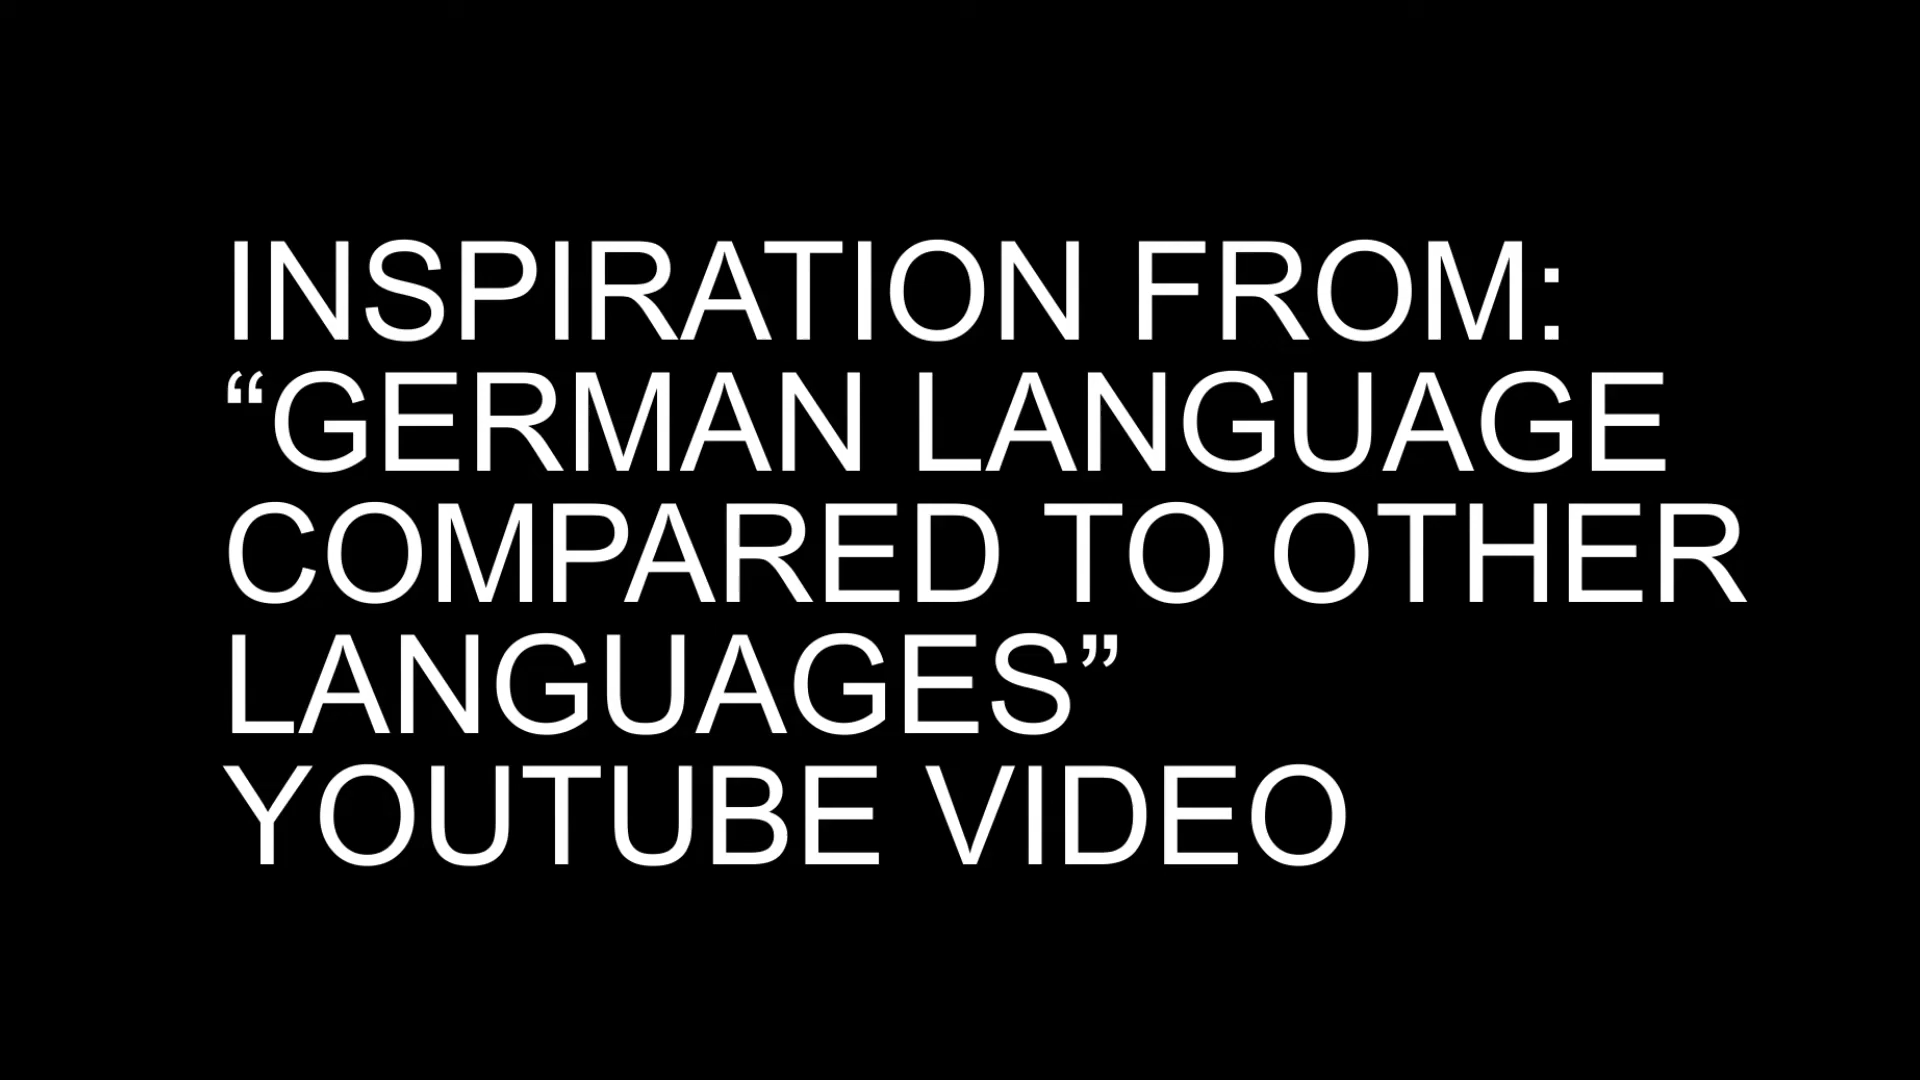 INSPIRATION FROM:
“GERMAN LANGUAGE
COMPARED TO OTHER
LANGUAGES”
YOUTUBE VIDEO